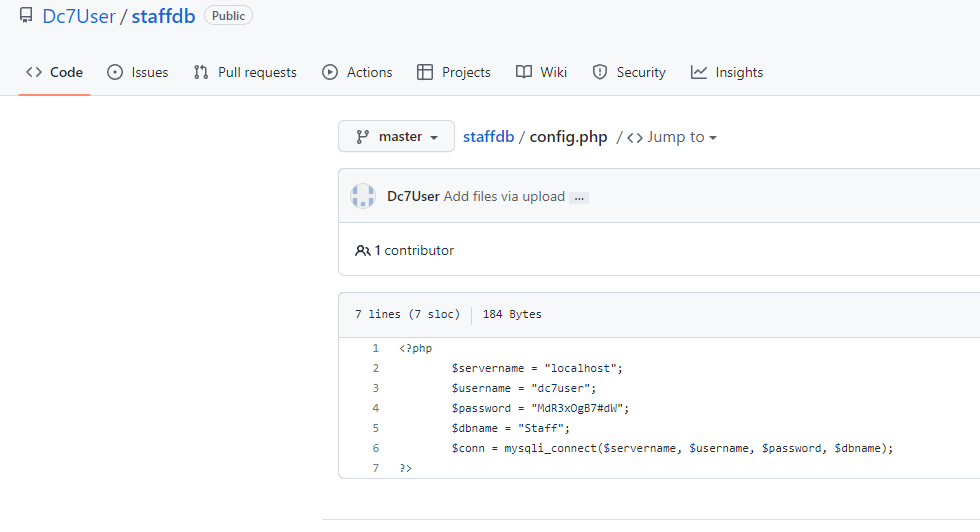 Dc7User / staffdb Public
Code Issues Pull requests Actions Projects Wiki Security Insights
master staffdb / config.php / <> Jump to
Dc7User Add files via upload ...
1 contributor
7 lines (7 sloc) 184 Bytes
1 <?php
2 $servername = "localhost";
3 $username = "dc7user";
4 $password = "MdR3xOgB7#dW";
5 $dbname = "Staff";
6 $conn = mysqli_connect($servername, $username, $password, $dbname);
7 ?>